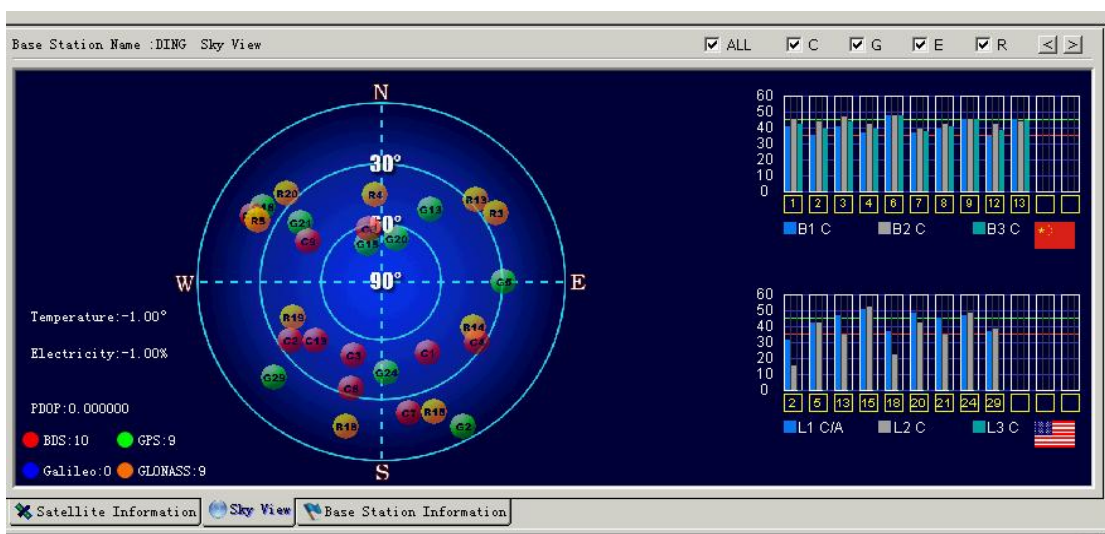 Base Station Name :DING Sky View
ALL C G E R < >
N
30°
60°
90°
W E
S
R20 R4 R13 R3 G13 R5 G21 C9 G20
G5 R19 R14 C2 C13 C3 C1 G24 G29 C6 C7 R18 G2
Temperature:-1.00°
Electricity:-1.00%
PDOP:0.000000
BDS:10 GPS:9
Galileo:0 GLONASS:9
60
50
40
30
20
10
0
1 2 3 4 6 7 8 9 12 13
B1 C B2 C B3 C
60
50
40
30
20
10
0
2 5 13 15 18 20 21 24 29
L1 C/A L2 C L3 C
Satellite Information Sky View Base Station Information